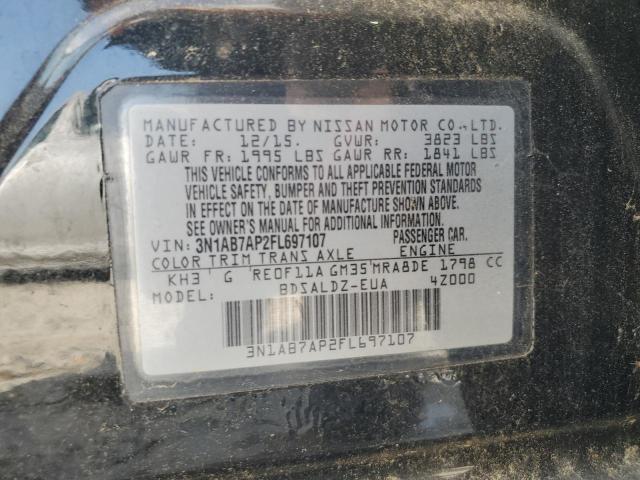 MANUFACTURED BY NISSAN MOTOR CO.,LTD.
DATE: 12/15. GVWR: 3823 LBS
GAWR FR: 1995 LBS GAWR RR: 1841 LBS
THIS VEHICLE CONFORMS TO ALL APPLICABLE FEDERAL MOTOR
VEHICLE SAFETY, BUMPER AND THEFT PREVENTION STANDARDS
IN EFFECT ON THE DATE OF MANUFACTURE SHOWN ABOVE.
SEE OWNER'S MANUAL FOR ADDITIONAL INFORMATION.
VIN: 3N1AB7AP2FL697107 PASSENGER CAR.
COLOR TRIM TRANS AXLE ENGINE
KH3 G RE0F11A GM35 MRA8DE 1798 CC
MODEL: BDSALDZ-EUA 4Z000
3N1AB7AP2FL697107